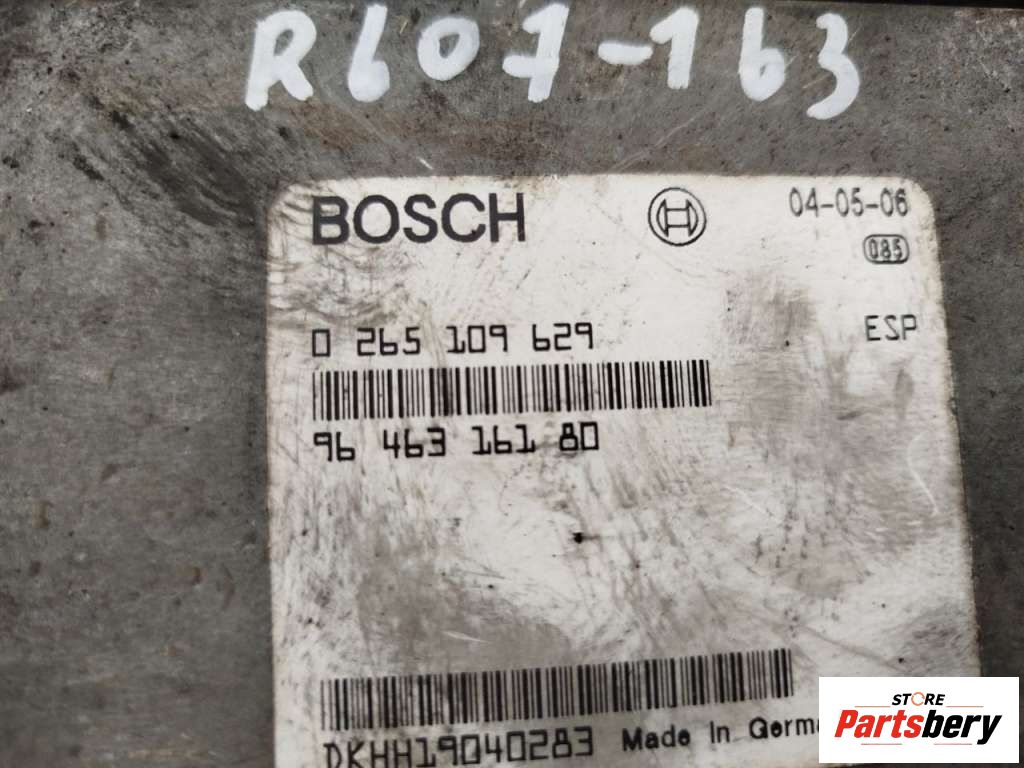 R607-163
BOSCH
04-05-06
085
0 265 109 629
ESP
96 463 161 80
DKHH19040283 Made In Germ
STORE
Partsbery